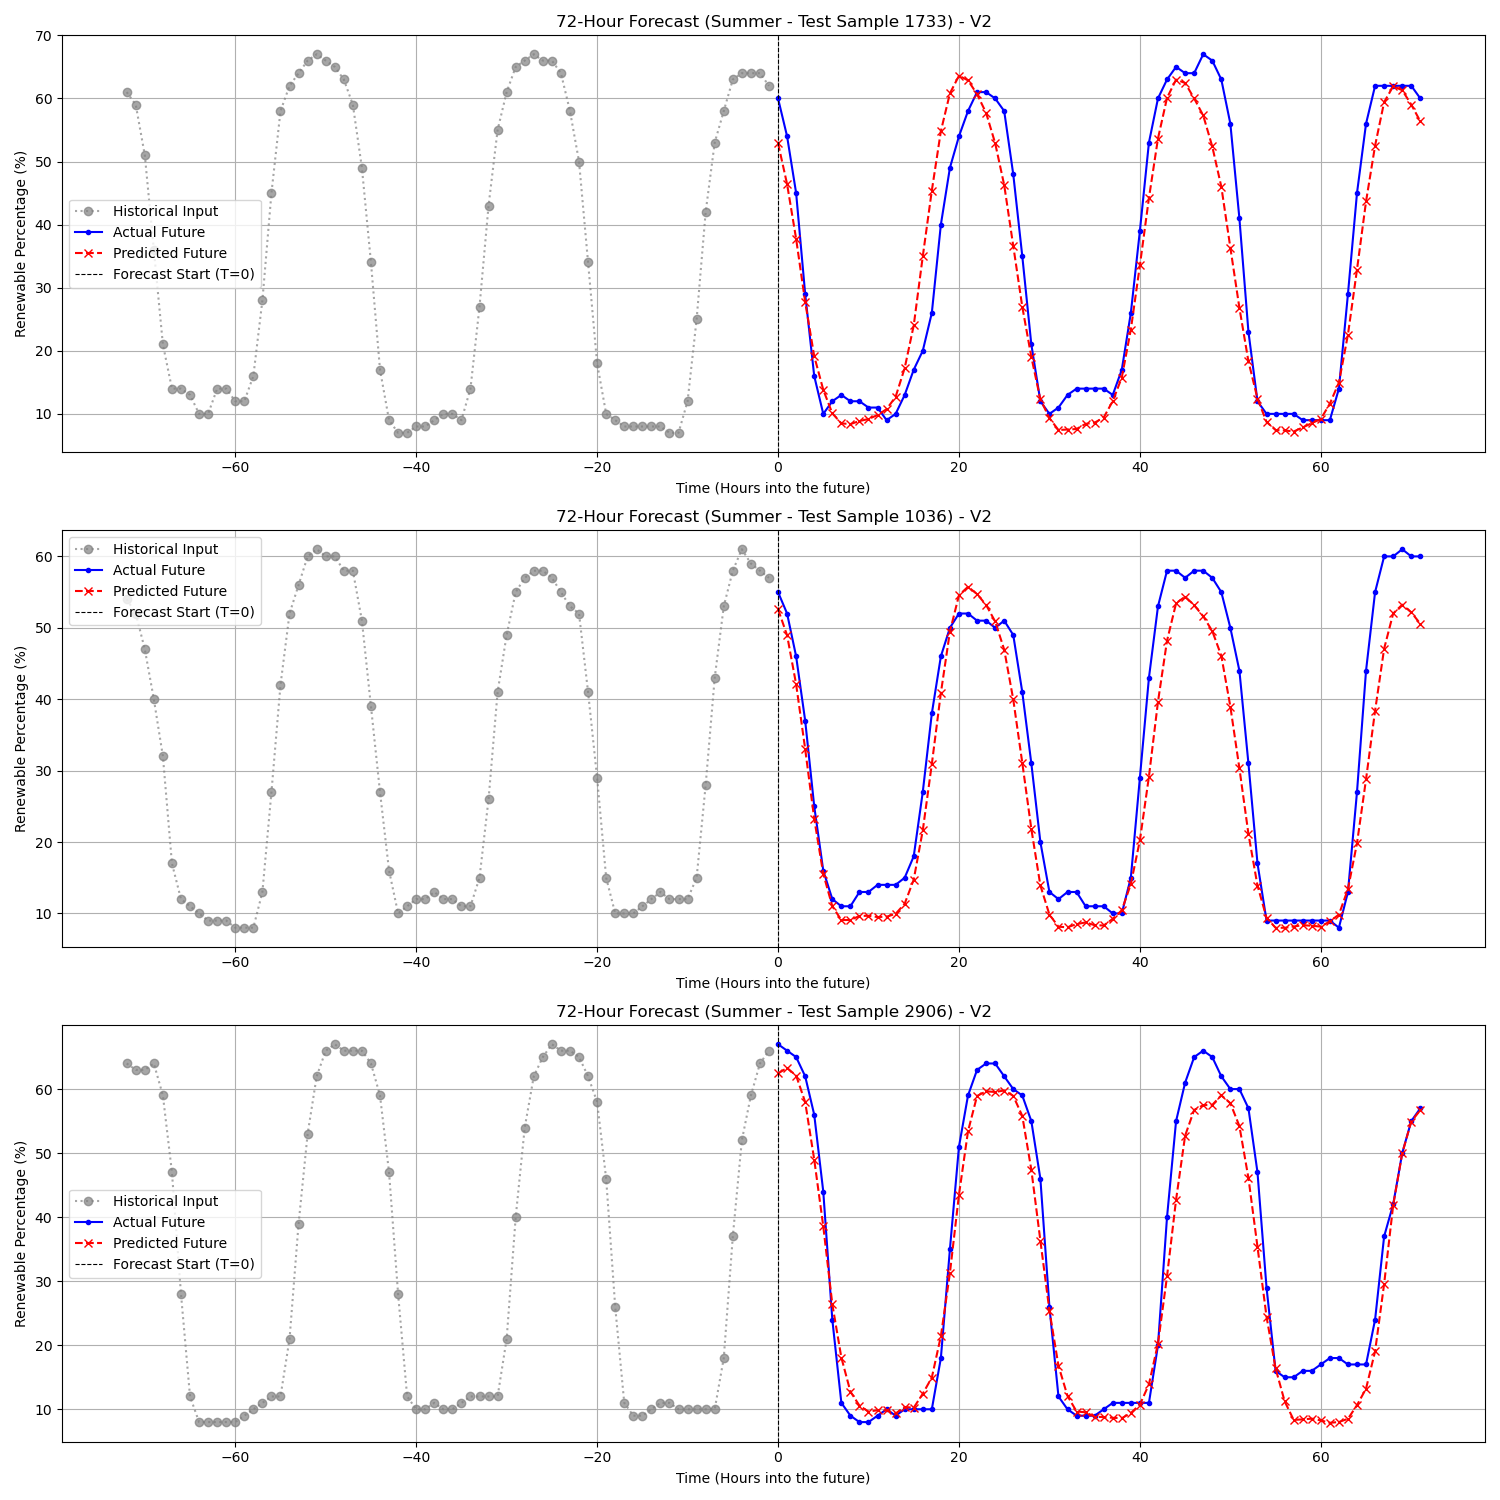 72-Hour Forecast (Summer - Test Sample 1733) - V2
70
60
50
40
30
20
10
Renewable Percentage (%)
Historical Input
Actual Future
Predicted Future
Forecast Start (T=0)
−60 −40 −20 0 20 40 60
Time (Hours into the future)
72-Hour Forecast (Summer - Test Sample 1036) - V2
60
50
40
30
20
10
Renewable Percentage (%)
Historical Input
Actual Future
Predicted Future
Forecast Start (T=0)
−60 −40 −20 0 20 40 60
Time (Hours into the future)
72-Hour Forecast (Summer - Test Sample 2906) - V2
60
50
40
30
20
10
Renewable Percentage (%)
Historical Input
Actual Future
Predicted Future
Forecast Start (T=0)
−60 −40 −20 0 20 40 60
Time (Hours into the future)